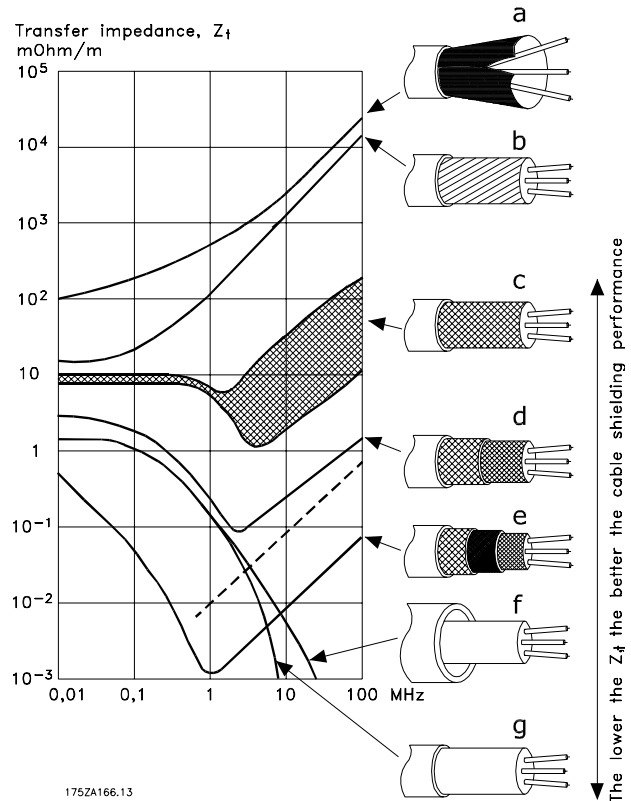 Transfer impedance, Zt
mOhm/m
10⁵
10⁴
10³
10²
10
1
10⁻¹
10⁻²
10⁻³
0,01 0,1 1 10 100 MHz
a
b
c
d
e
f
g
The lower the Zt the better the cable shielding performance
175ZA166.13